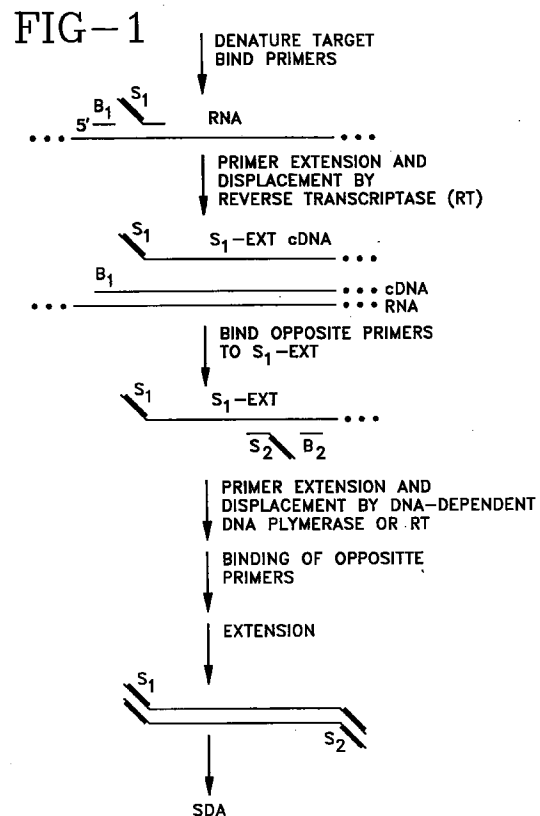 FIG-1
DENATURE TARGET
BIND PRIMERS
S1
B1
5'
RNA
PRIMER EXTENSION AND
DISPLACEMENT BY
REVERSE TRANSCRIPTASE (RT)
S1
S1-EXT cDNA
B1
cDNA
RNA
BIND OPPOSITE PRIMERS
TO S1-EXT
S1
S1-EXT
S2 B2
PRIMER EXTENSION AND
DISPLACEMENT BY DNA-DEPENDENT
DNA PLYMERASE OR RT
BINDING OF OPPOSITTE
PRIMERS
EXTENSION
S1
S2
SDA